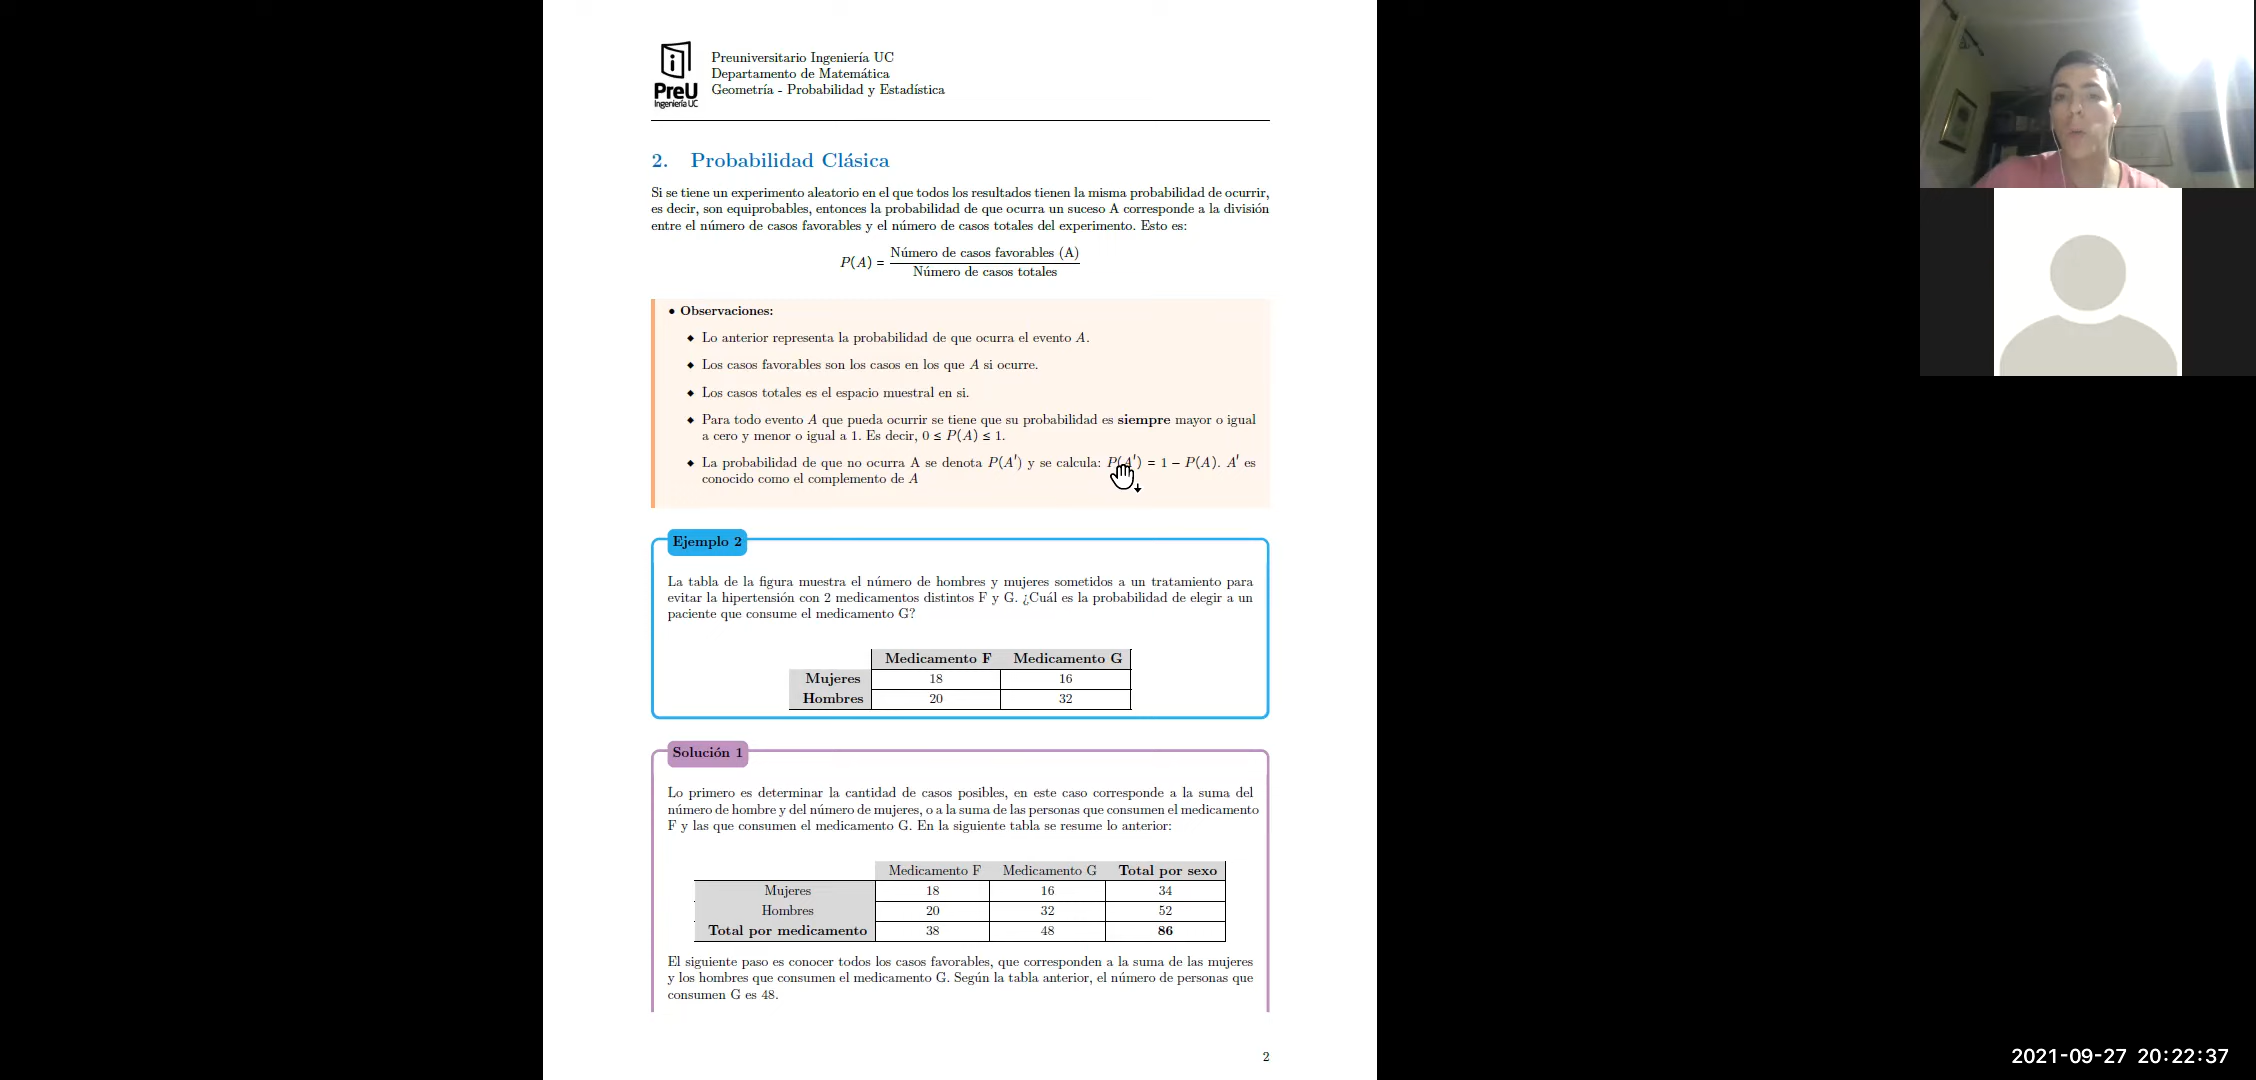 Preuniversitario Ingeniería UC
Departamento de Matemática
Geometría - Probabilidad y Estadística
PreU
Ingeniería UC
2. Probabilidad Clásica
Si se tiene un experimento aleatorio en el que todos los resultados tienen la misma probabilidad de ocurrir,
es decir, son equiprobables, entonces la probabilidad de que ocurra un suceso A corresponde a la división
entre el número de casos favorables y el número de casos totales del experimento. Esto es:
P(A) = Número de casos favorables (A)
Número de casos totales
• Observaciones:
◆ Lo anterior representa la probabilidad de que ocurra el evento A.
◆ Los casos favorables son los casos en los que A si ocurre.
◆ Los casos totales es el espacio muestral en si.
◆ Para todo evento A que pueda ocurrir se tiene que su probabilidad es siempre mayor o igual
a cero y menor o igual a 1. Es decir, 0 ≤ P(A) ≤ 1.
◆ La probabilidad de que no ocurra A se denota P(A′) y se calcula: P(A′) = 1 − P(A). A′ es
conocido como el complemento de A
Ejemplo 2
La tabla de la figura muestra el número de hombres y mujeres sometidos a un tratamiento para
evitar la hipertensión con 2 medicamentos distintos F y G. ¿Cuál es la probabilidad de elegir a un
paciente que consume el medicamento G?
Medicamento F Medicamento G
Mujeres 18 16
Hombres 20 32
Solución 1
Lo primero es determinar la cantidad de casos posibles, en este caso corresponde a la suma del
número de hombre y del número de mujeres, o a la suma de las personas que consumen el medicamento
F y las que consumen el medicamento G. En la siguiente tabla se resume lo anterior:
Medicamento F Medicamento G Total por sexo
Mujeres 18 16 34
Hombres 20 32 52
Total por medicamento 38 48 86
El siguiente paso es conocer todos los casos favorables, que corresponden a la suma de las mujeres
y los hombres que consumen el medicamento G. Según la tabla anterior, el número de personas que
consumen G es 48.
2
2021-09-27 20:22:37